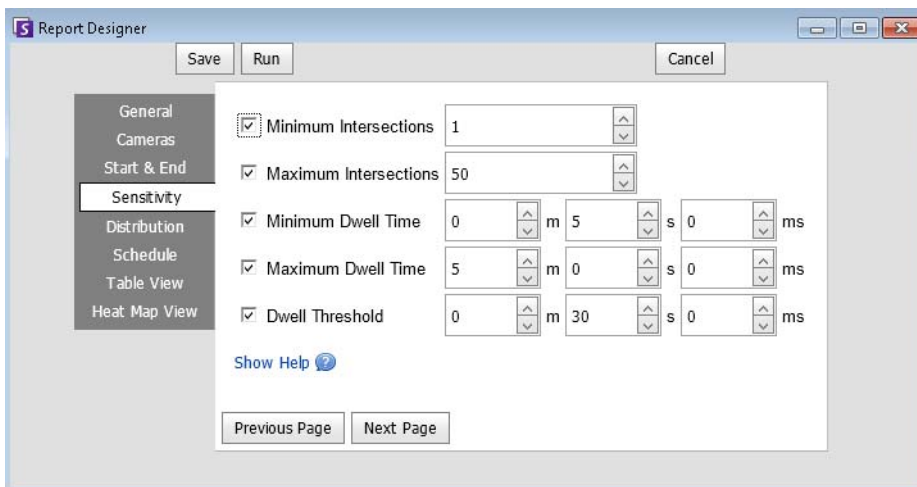 Report Designer
Save Run Cancel
General
Cameras
Start & End
Sensitivity
Distribution
Schedule
Table View
Heat Map View
Minimum Intersections 1
Maximum Intersections 50
Minimum Dwell Time 0 m 5 s 0 ms
Maximum Dwell Time 5 m 0 s 0 ms
Dwell Threshold 0 m 30 s 0 ms
Show Help ?
Previous Page Next Page